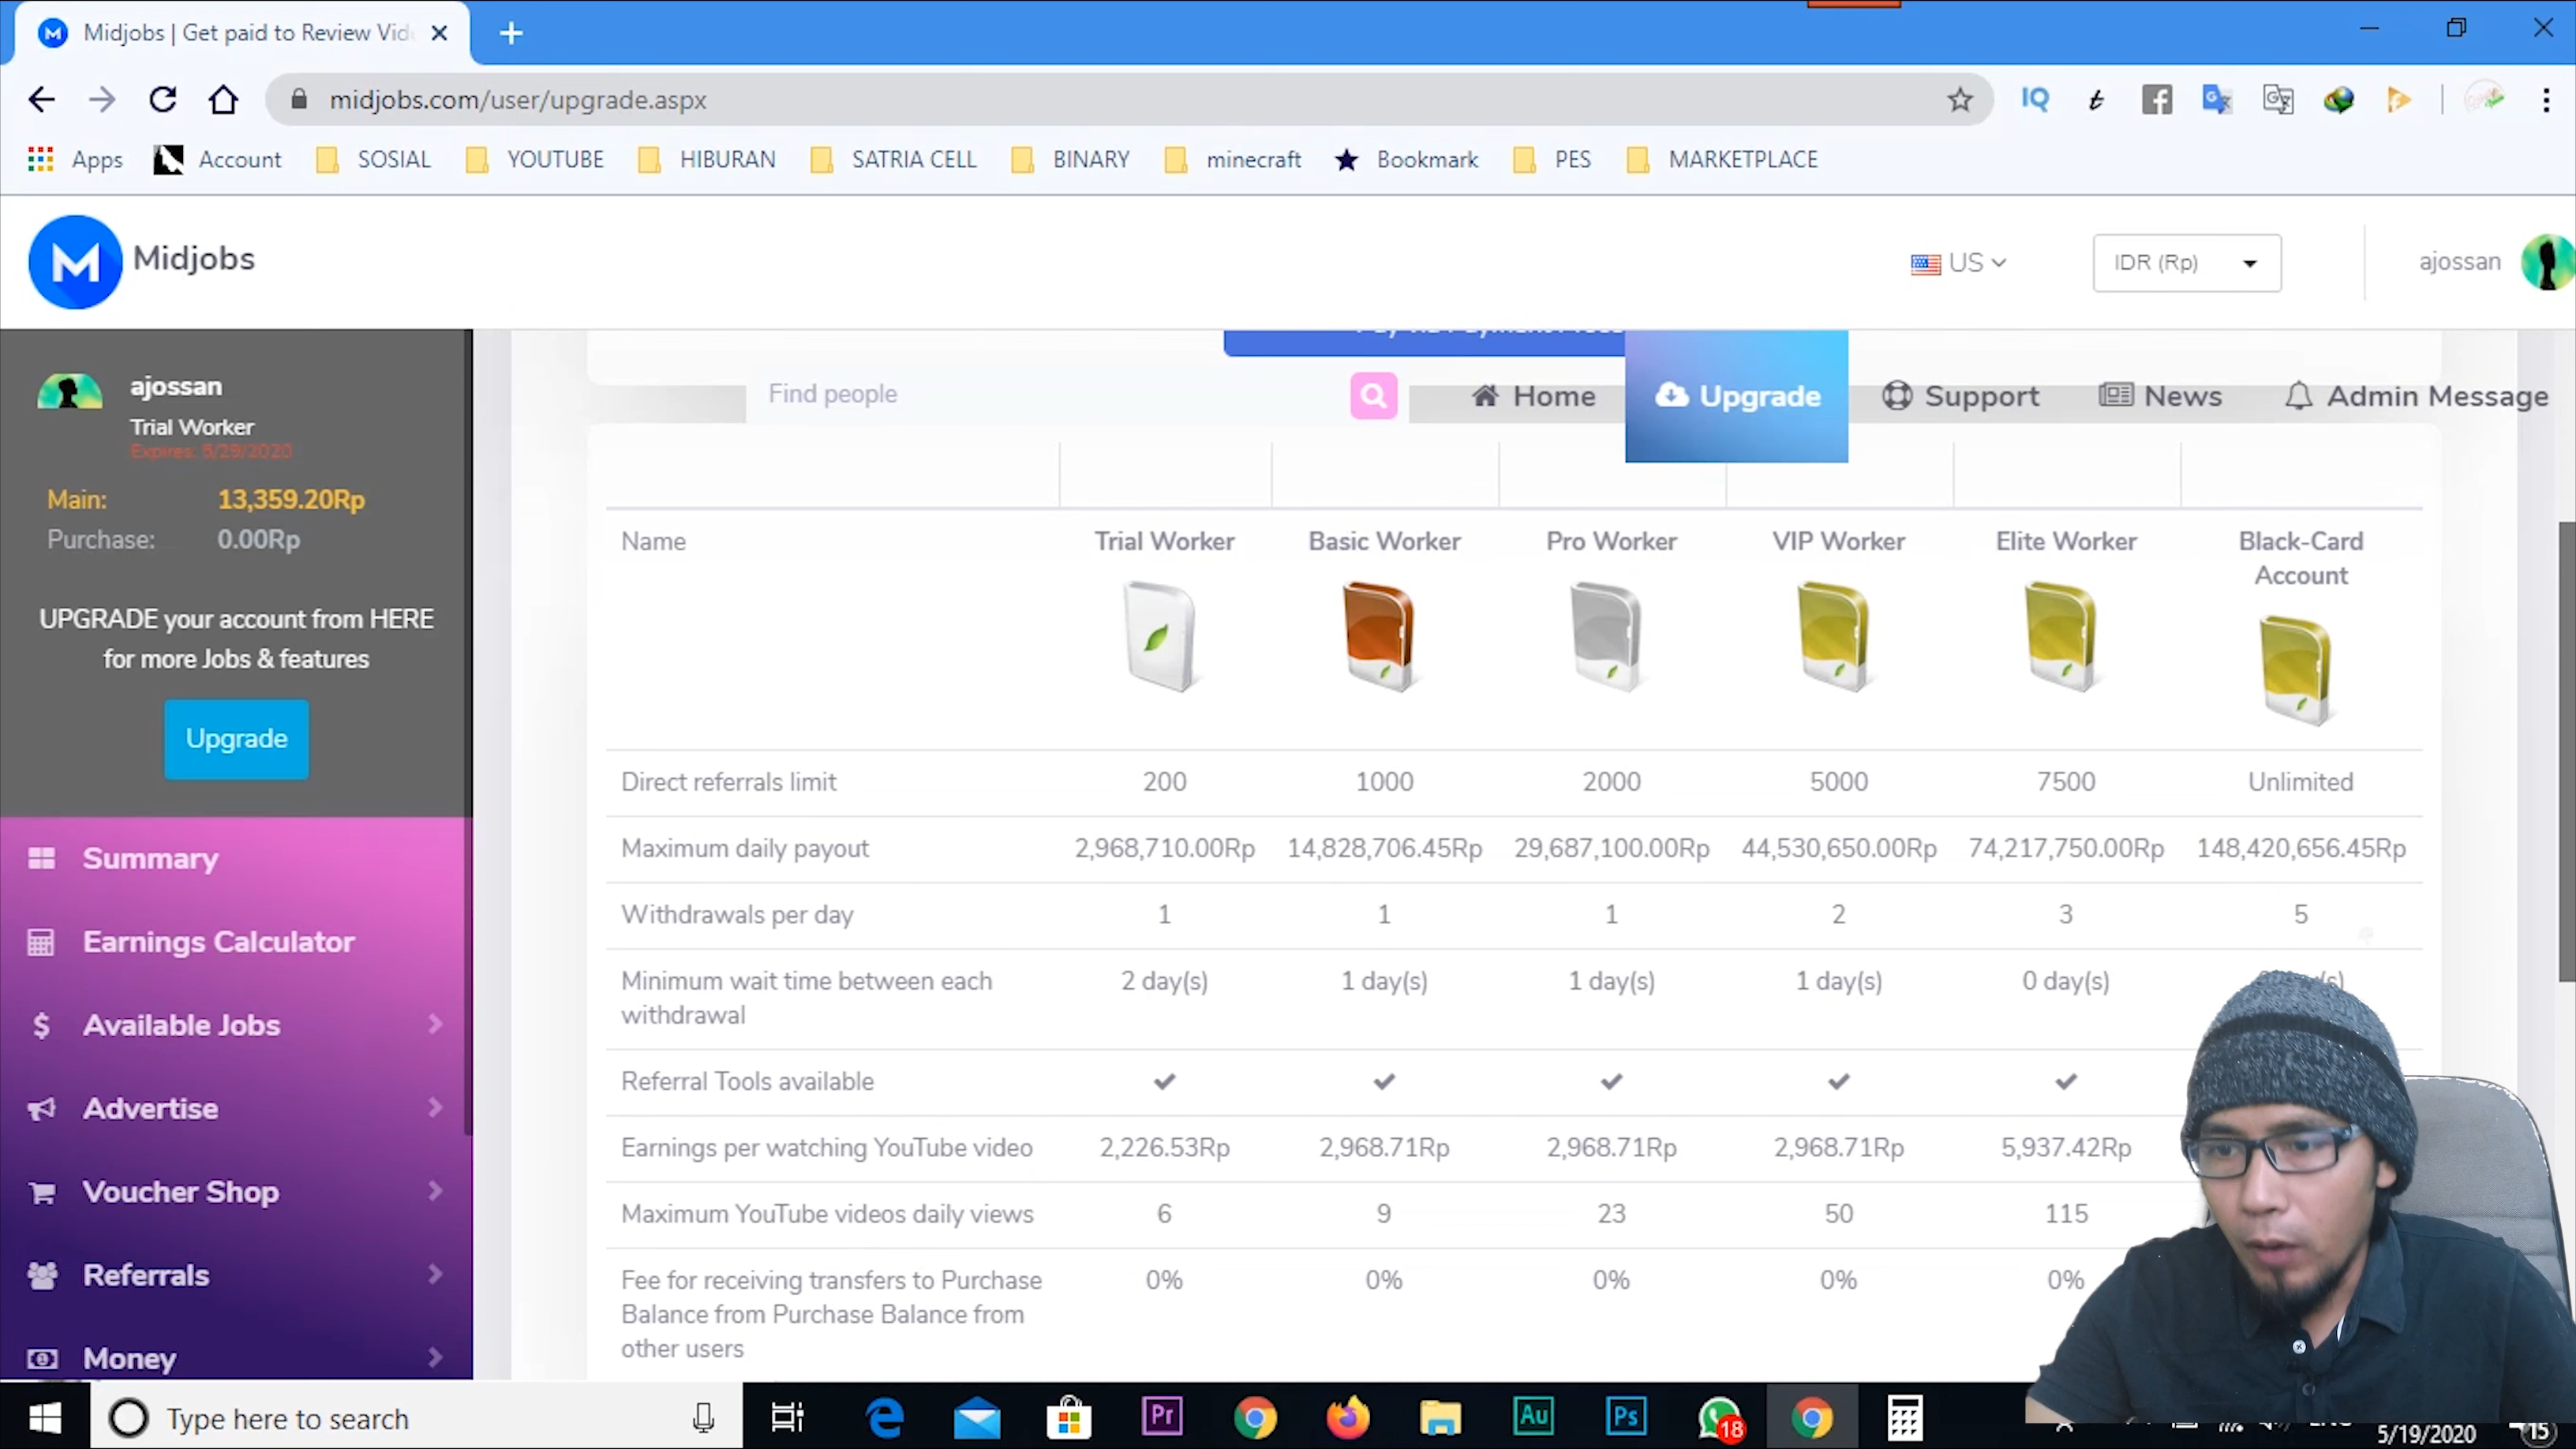 Midjobs | Get paid to Review Vid
midjobs.com/user/upgrade.aspx
IQ
Apps Account SOSIAL YOUTUBE HIBURAN SATRIA CELL BINARY minecraft Bookmark PES MARKETPLACE
M Midjobs US IDR (Rp) ajossan
ajossan
Trial Worker
Expires: 5/29/2020
Main: 13,359.20Rp
Purchase: 0.00Rp
UPGRADE your account from HERE
for more Jobs & features
Upgrade
Summary
Earnings Calculator
Available Jobs
Advertise
Voucher Shop
Referrals
Money
Find people Home Upgrade Support News Admin Message
Name Trial Worker Basic Worker Pro Worker VIP Worker Elite Worker Black-Card
Account
Direct referrals limit 200 1000 2000 5000 7500 Unlimited
Maximum daily payout 2,968,710.00Rp 14,828,706.45Rp 29,687,100.00Rp 44,530,650.00Rp 74,217,750.00Rp 148,420,656.45Rp
Withdrawals per day 1 1 1 2 3 5
Minimum wait time between each 2 day(s) 1 day(s) 1 day(s) 1 day(s) 0 day(s)
withdrawal
Referral Tools available
Earnings per watching YouTube video 2,226.53Rp 2,968.71Rp 2,968.71Rp 2,968.71Rp 5,937.42Rp
Maximum YouTube videos daily views 6 9 23 50 115
Fee for receiving transfers to Purchase 0% 0% 0% 0% 0%
Balance from Purchase Balance from
other users
Type here to search Pr Au Ps 18
5/19/2020 15